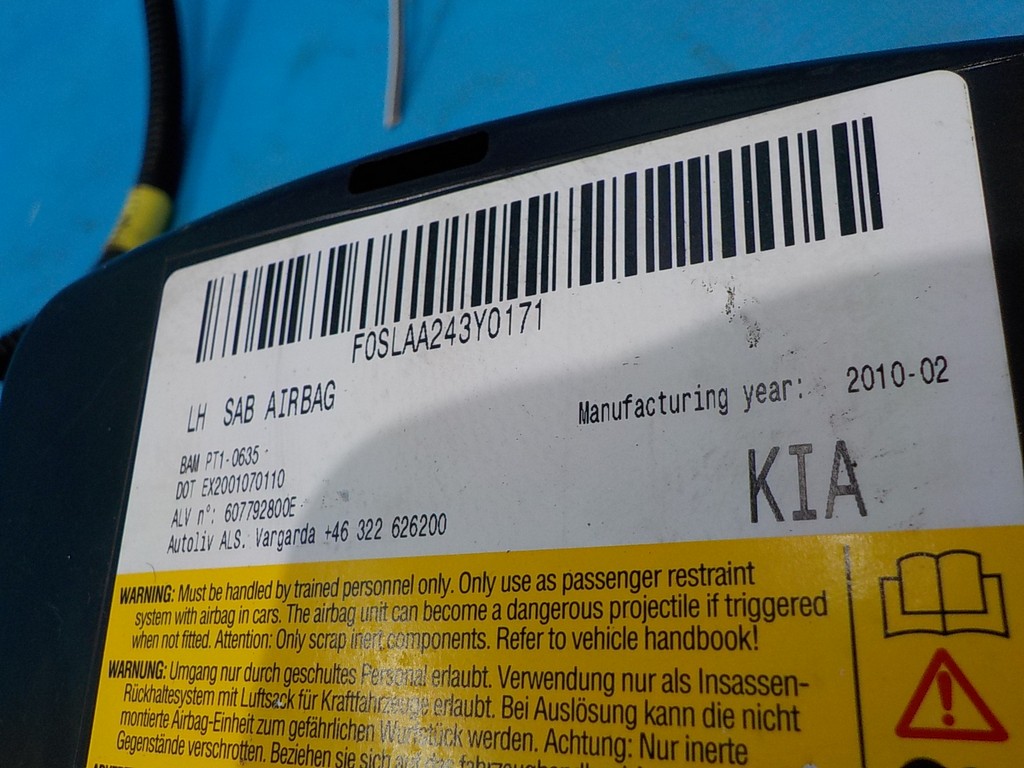 F0SLAA243Y0171
LH SAB AIRBAG
Manufacturing year: 2010-02
BAM PT1-0635
DOT EX2001070110
ALV n°: 607792800E
Autoliv ALS. Vargarda +46 322 626200
KIA
WARNING: Must be handled by trained personnel only. Only use as passenger restraint
system with airbag in cars. The airbag unit can become a dangerous projectile if triggered
when not fitted. Attention: Only scrap inert components. Refer to vehicle handbook!
WARNUNG: Umgang nur durch geschultes Personal erlaubt. Verwendung nur als Insassen-
Rückhaltesystem mit Luftsack für Kraftfahrzeuge erlaubt. Bei Auslösung kann die nicht
montierte Airbag-Einheit zum gefährlichen Wurfstück werden. Achtung: Nur inerte
Gegenstände verschrotten. Beziehen sie sich auf das